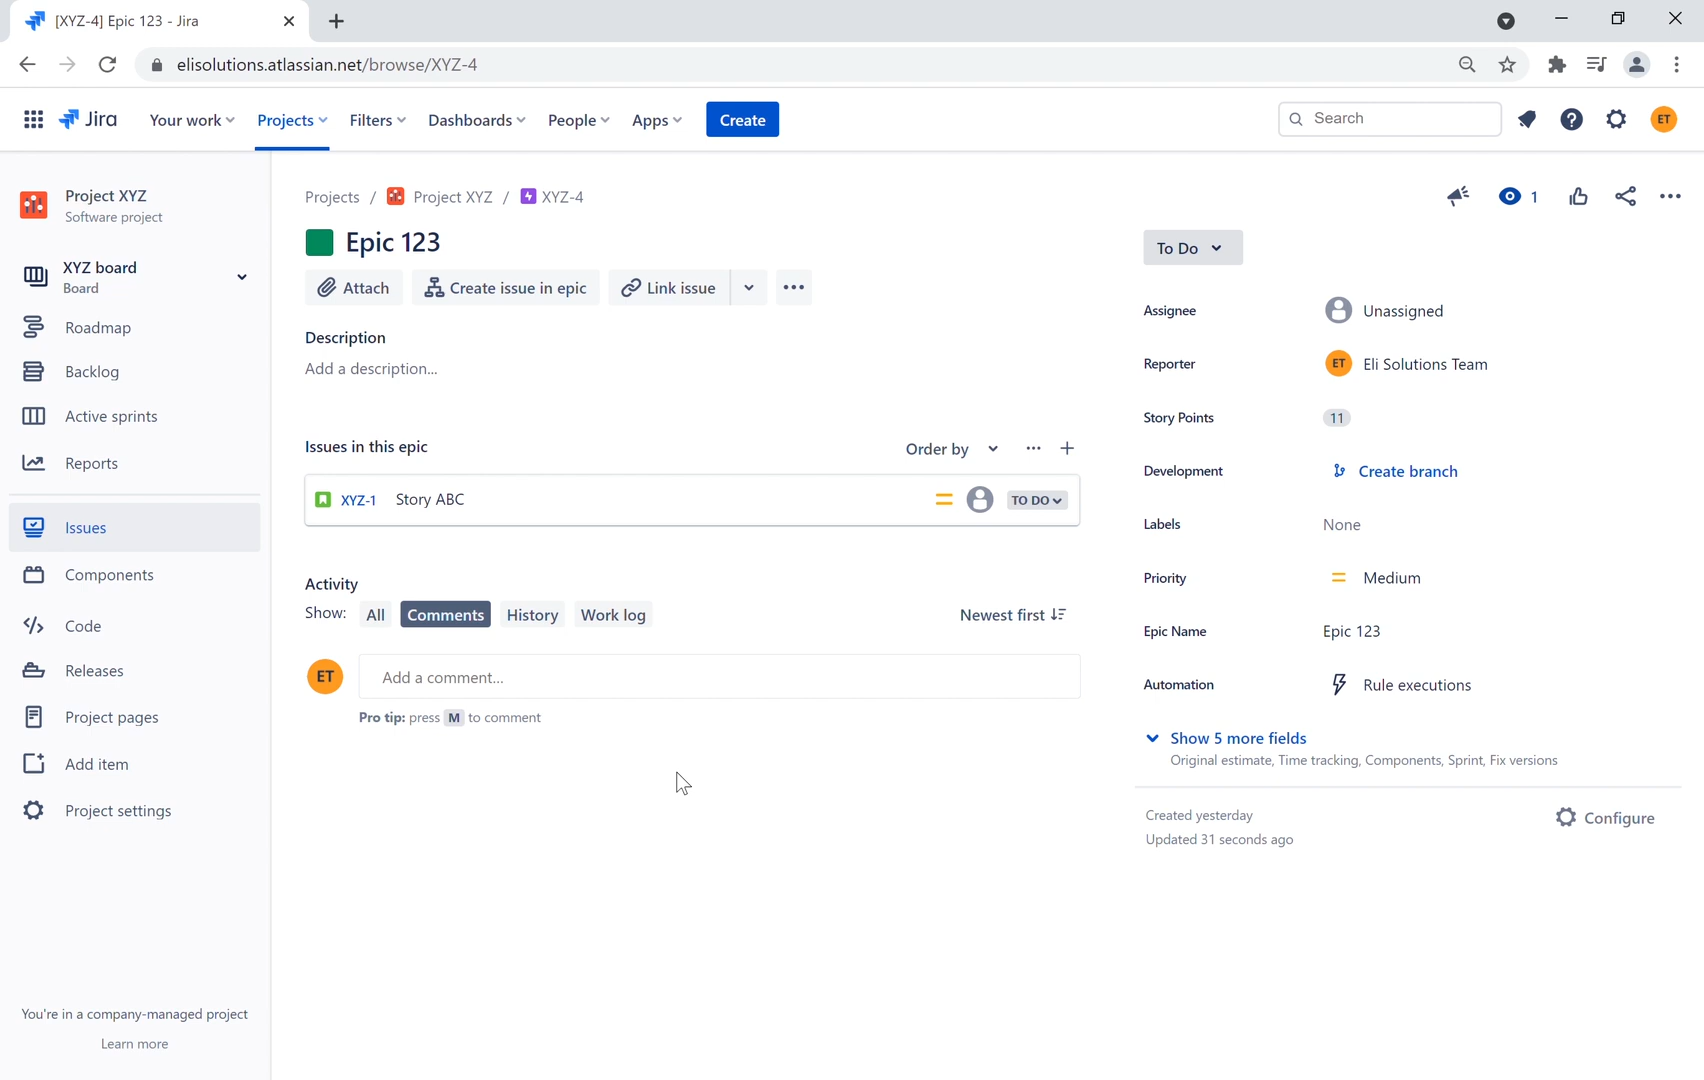 [XYZ-4] Epic 123 - Jira
elisolutions.atlassian.net/browse/XYZ-4
Jira
Your work
Projects
Filters
Dashboards
People
Apps
Create
Search
ET
Project XYZ
Software project
XYZ board
Board
Roadmap
Backlog
Active sprints
Reports
Issues
Components
Code
Releases
Project pages
Add item
Project settings
You're in a company-managed project
Learn more
Projects / Project XYZ / XYZ-4
1
Epic 123
Attach
Create issue in epic
Link issue
Description
Add a description...
Issues in this epic
Order by
XYZ-1 Story ABC
TO DO
Activity
Show: All Comments History Work log
Newest first
ET
Add a comment...
Pro tip: press M to comment
To Do
Assignee
Unassigned
Reporter
ET Eli Solutions Team
Story Points
11
Development
Create branch
Labels
None
Priority
Medium
Epic Name
Epic 123
Automation
Rule executions
Show 5 more fields
Original estimate, Time tracking, Components, Sprint, Fix versions
Created yesterday
Updated 31 seconds ago
Configure